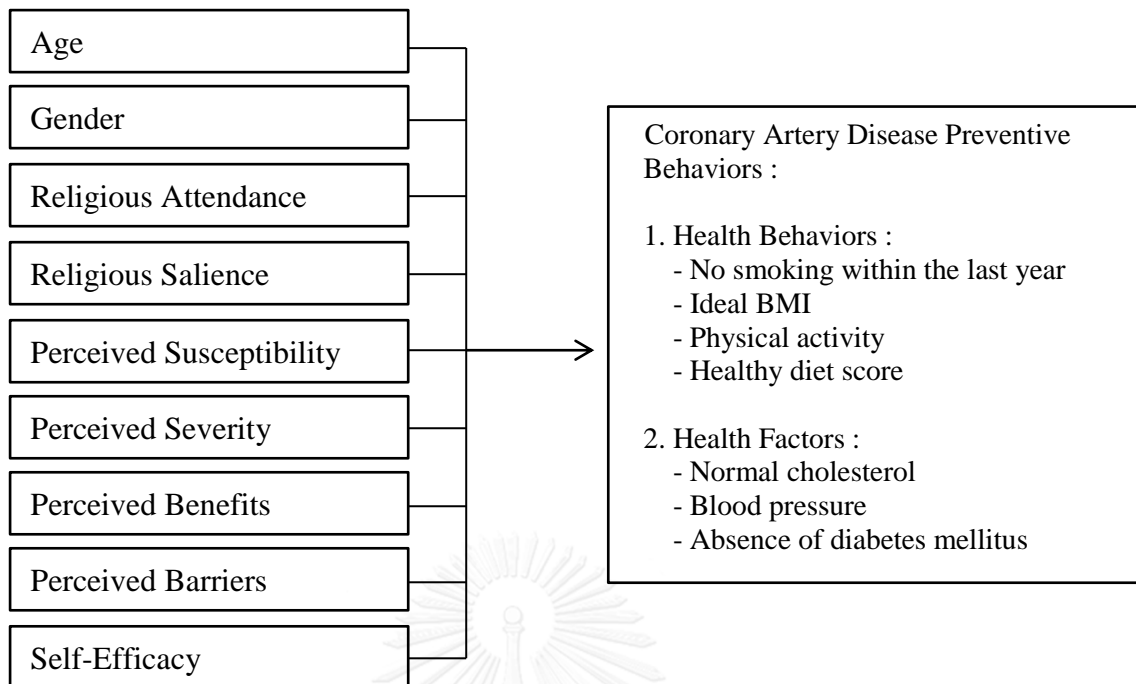 Age
Gender
Religious Attendance
Religious Salience
Perceived Susceptibility
Perceived Severity
Perceived Benefits
Perceived Barriers
Self-Efficacy
Coronary Artery Disease Preventive
Behaviors :
1. Health Behaviors :
- No smoking within the last year
- Ideal BMI
- Physical activity
- Healthy diet score
2. Health Factors :
- Normal cholesterol
- Blood pressure
- Absence of diabetes mellitus